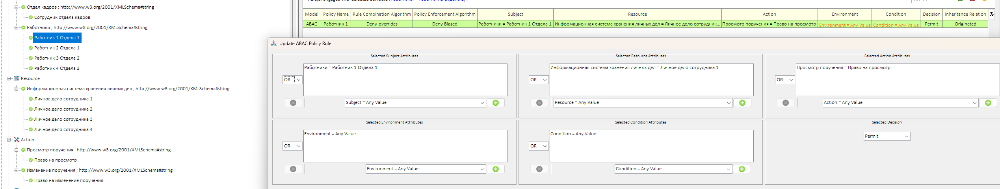 Отдел кадров ; http://www.w3.org/2001/XMLSchema#string
Сотрудник отдела кадров
Работники ; http://www.w3.org/2001/XMLSchema#string
Работник 1 Отдела 1
Работник 2 Отдела 1
Работник 3 Отдела 2
Работник 4 Отдела 2
Resource
Информационная система хранения личных дел ; http://www.w3.org/2001/XMLSchema#string
Личное дело сотрудника 1
Личное дело сотрудника 2
Личное дело сотрудника 3
Личное дело сотрудника 4
Action
Просмотр поручения ; http://www.w3.org/2001/XMLSchema#string
Право на просмотр
Изменение поручения ; http://www.w3.org/2001/XMLSchema#string
Право на изменение поручения
Model Policy Name Rule Combination Algorithm Policy Enforcement Algorithm Subject Resource Action Environment Condition Decision Inheritance Relation
ABAC Работник 1 Deny-overrides Deny Biased Работники = Работник 1 Отдела 1 Информационная система хранения личных дел = Личное дело сотрудник... Просмотр поручения = Право на просмотр Environment = Any Value Condition = Any Value Permit Originated
Update ABAC Policy Rule
Selected Subject Attributes
OR
Работники = Работник 1 Отдела 1
Subject = Any Value
Selected Resource Attributes
OR
Информационная система хранения личных дел = Личное дело сотрудника 1
Resource = Any Value
Selected Action Attributes
OR
Просмотр поручения = Право на просмотр
Action = Any Value
Selected Environment Attributes
OR
Environment = Any Value
Environment = Any Value
Selected Condition Attributes
OR
Condition = Any Value
Condition = Any Value
Selected Decision
Permit